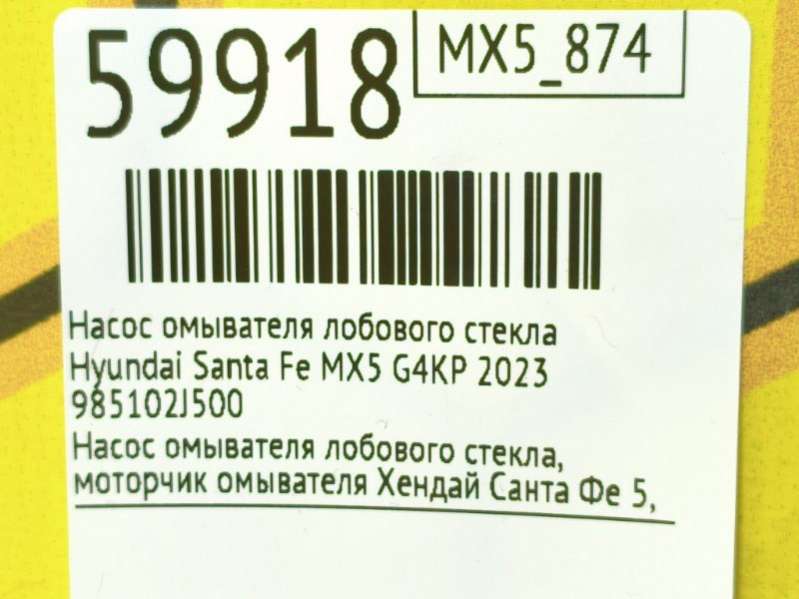 59918
MX5_874
Насос омывателя лобового стекла
Hyundai Santa Fe MX5 G4KP 2023
985102J500
Насос омывателя лобового стекла,
моторчик омывателя Хендай Санта Фе 5,